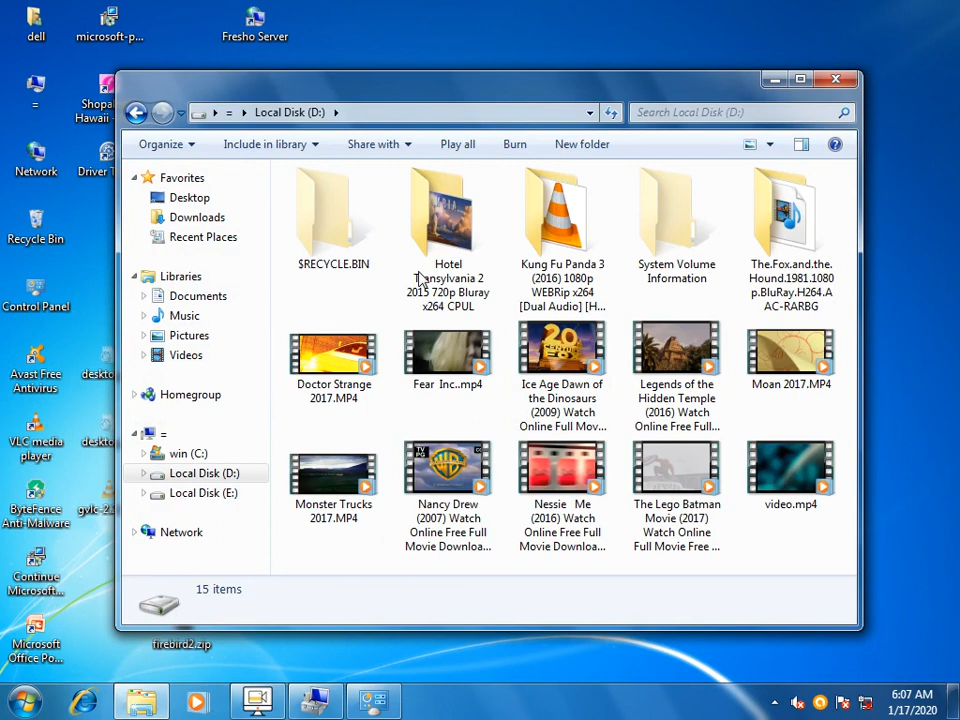 dell
microsoft-p...
Fresho Server
=
Hawaii
Network
Recycle Bin
Control Panel
Avast Free
Antivirus
VLC media
player
ByteFence
Anti-Malware
Continue
Microsoft...
Microsoft
Office Po...
firebird2.zip
= Local Disk (D:)
Search Local Disk (D:)
Organize
Include in library
Share with
Play all
Burn
New folder
Favorites
Desktop
Downloads
Recent Places
Libraries
Documents
Music
Pictures
Videos
Homegroup
=
win (C:)
Local Disk (D:)
Local Disk (E:)
Network
$RECYCLE.BIN
Hotel
Transylvania 2
2015 720p Bluray
x264 CPUL
Kung Fu Panda 3
(2016) 1080p
WEBRip x264
[Dual Audio] [H...
System Volume
Information
The.Fox.and.the.
Hound.1981.1080
p.BluRay.H264.A
AC-RARBG
Doctor Strange
2017.MP4
Fear Inc..mp4
20
Ice Age Dawn of
the Dinosaurs
(2009) Watch
Online Full Mov...
Legends of the
Hidden Temple
(2016) Watch
Online Free Full...
Moan 2017.MP4
Monster Trucks
2017.MP4
TV
PG
WB
Nancy Drew
(2007) Watch
Online Free Full
Movie Downloa...
Nessie Me
(2016) Watch
Online Free Full
Movie Downloa...
The Lego Batman
Movie (2017)
Watch Online
Full Movie Free ...
video.mp4
15 items
6:07 AM
1/17/2020